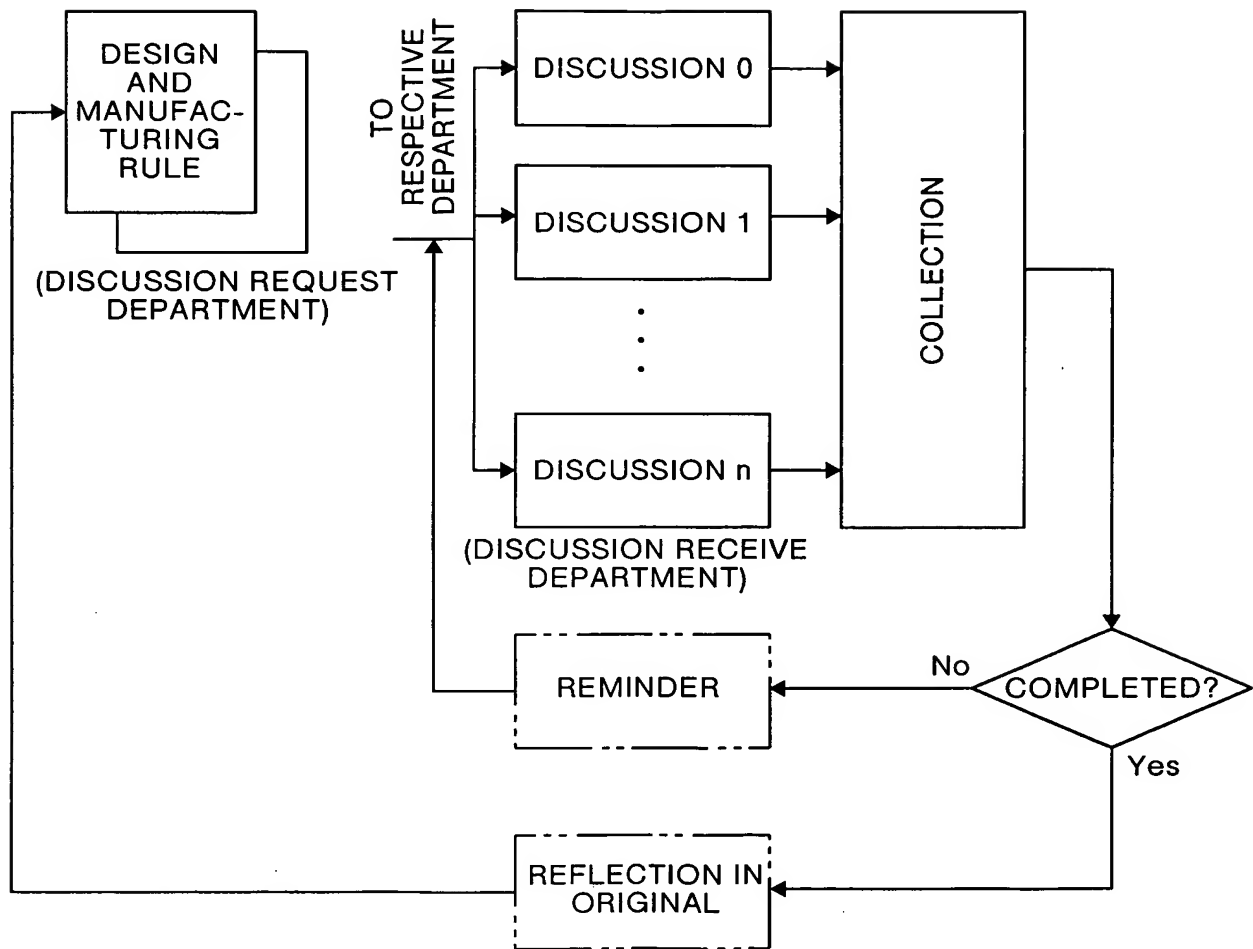 DESIGN
AND
MANUFAC-
TURING
RULE
(DISCUSSION REQUEST
DEPARTMENT)
TO
RESPECTIVE
DEPARTMENT
DISCUSSION 0
DISCUSSION 1
DISCUSSION n
(DISCUSSION RECEIVE
DEPARTMENT)
COLLECTION
COMPLETED?
No
Yes
REMINDER
REFLECTION IN
ORIGINAL